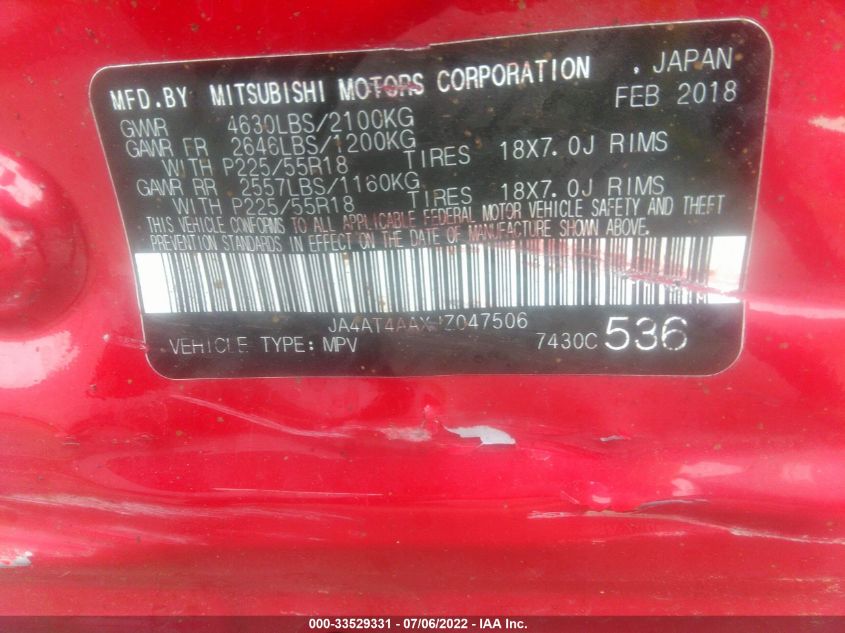 MFD.BY MITSUBISHI MOTORS CORPORATION , JAPAN
FEB 2018
GVWR 4630LBS/2100KG
GAWR FR 2646LBS/1200KG
WITH P225/55R18 TIRES 18X7.0J RIMS
GAWR RR 2557LBS/1160KG
WITH P225/55R18 TIRES 18X7.0J RIMS
THIS VEHICLE CONFORMS TO ALL APPLICABLE FEDERAL MOTOR VEHICLE SAFETY AND THEFT
PREVENTION STANDARDS IN EFFECT ON THE DATE OF MANUFACTURE SHOWN ABOVE.
JA4AT4AAXJZ047506
VEHICLE TYPE: MPV 7430C 536
000-33529331 - 07/06/2022 - IAA Inc.